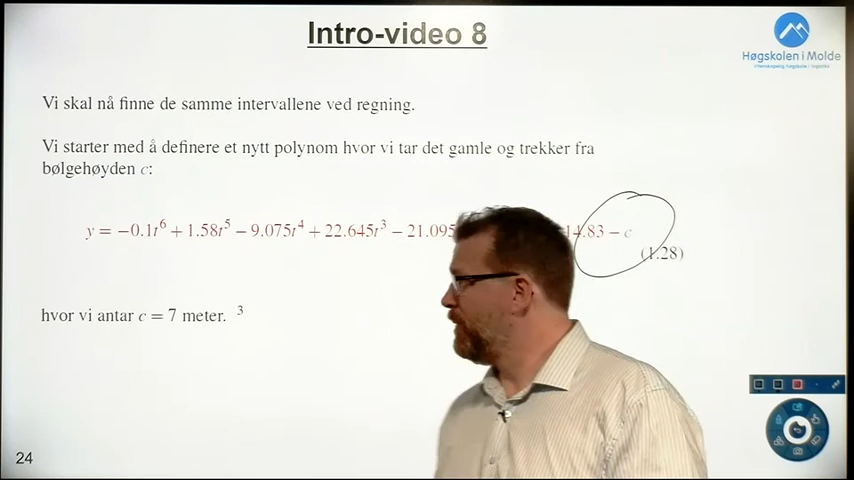 Intro-video 8
Høgskolen i Molde
Vi skal nå finne de samme intervallene ved regning.
Vi starter med å definere et nytt polynom hvor vi tar det gamle og trekker fra
bølgehøyden c:
y = −0.1t⁶ + 1.58t⁵ − 9.075t⁴ + 22.645t³ − 21.095 14.83 − c
(1.28)
hvor vi antar c = 7 meter. ³
24